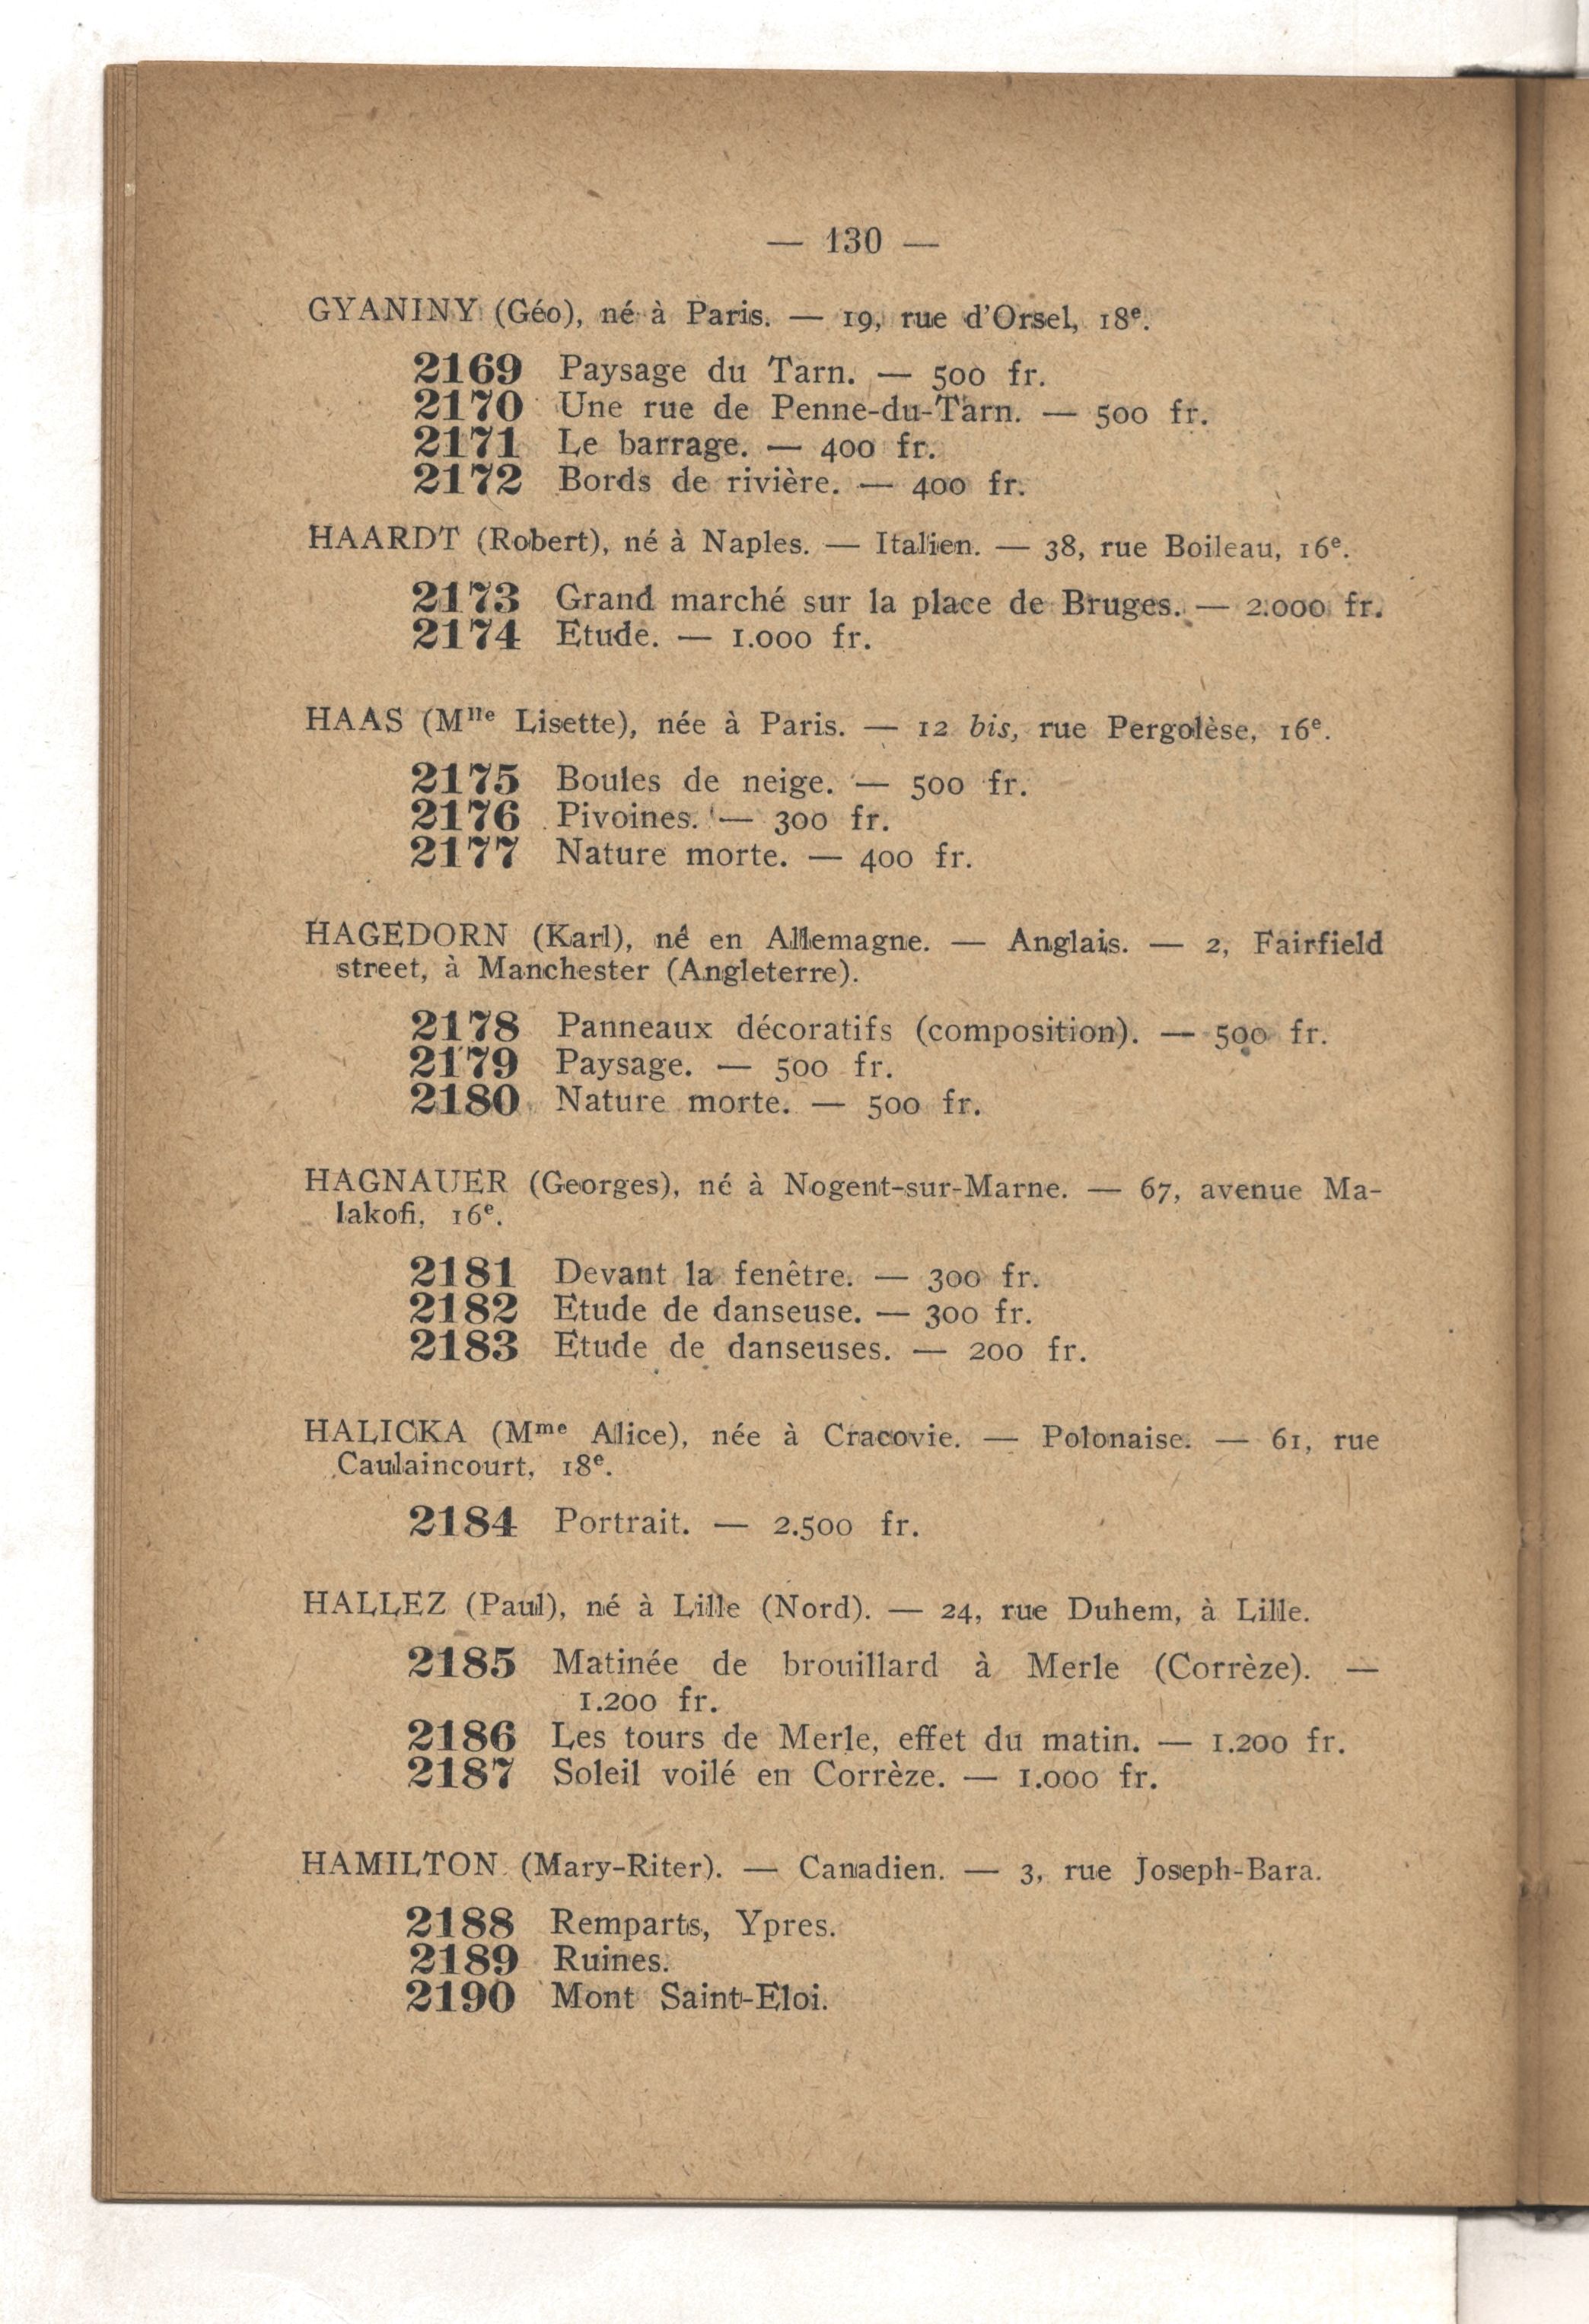 — 130 —
GYANINY (Géo), né à Paris. — 19, rue d'Orsel, 18e.
2169 Paysage du Tarn. — 500 fr.
2170 Une rue de Penne-du-Tarn. — 500 fr.
2171 Le barrage. — 400 fr.
2172 Bords de rivière. — 400 fr.
HAARDT (Robert), né à Naples. — Italien. — 38, rue Boileau, 16e.
2173 Grand marché sur la place de Bruges. — 2.000 fr.
2174 Etude. — 1.000 fr.
HAAS (Mlle Lisette), née à Paris. — 12 bis, rue Pergolèse, 16e.
2175 Boules de neige. — 500 fr.
2176 Pivoines. — 300 fr.
2177 Nature morte. — 400 fr.
HAGEDORN (Karl), né en Allemagne. — Anglais. — 2, Fairfield
street, à Manchester (Angleterre).
2178 Panneaux décoratifs (composition). — 500 fr.
2179 Paysage. — 500 fr.
2180 Nature morte. — 500 fr.
HAGNAUER (Georges), né à Nogent-sur-Marne. — 67, avenue Ma-
lakofi, 16e.
2181 Devant la fenêtre. — 300 fr.
2182 Etude de danseuse. — 300 fr.
2183 Etude de danseuses. — 200 fr.
HALICKA (Mme Alice), née à Cracovie. — Polonaise. — 61, rue
Caulaincourt, 18e.
2184 Portrait. — 2.500 fr.
HALLEZ (Paul), né à Lille (Nord). — 24, rue Duhem, à Lille.
2185 Matinée de brouillard à Merle (Corrèze). —
1.200 fr.
2186 Les tours de Merle, effet du matin. — 1.200 fr.
2187 Soleil voilé en Corrèze. — 1.000 fr.
HAMILTON (Mary-Riter). — Canadien. — 3, rue Joseph-Bara.
2188 Remparts, Ypres.
2189 Ruines.
2190 Mont Saint-Eloi.